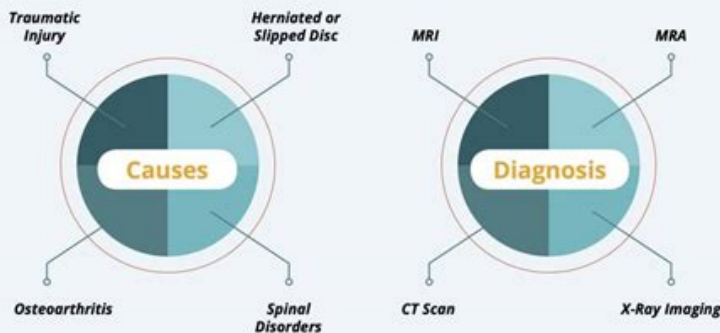 Traumatic
Injury
Herniated or
Slipped Disc
Causes
Osteoarthritis
Spinal
Disorders
MRI
MRA
Diagnosis
CT Scan
X-Ray Imaging